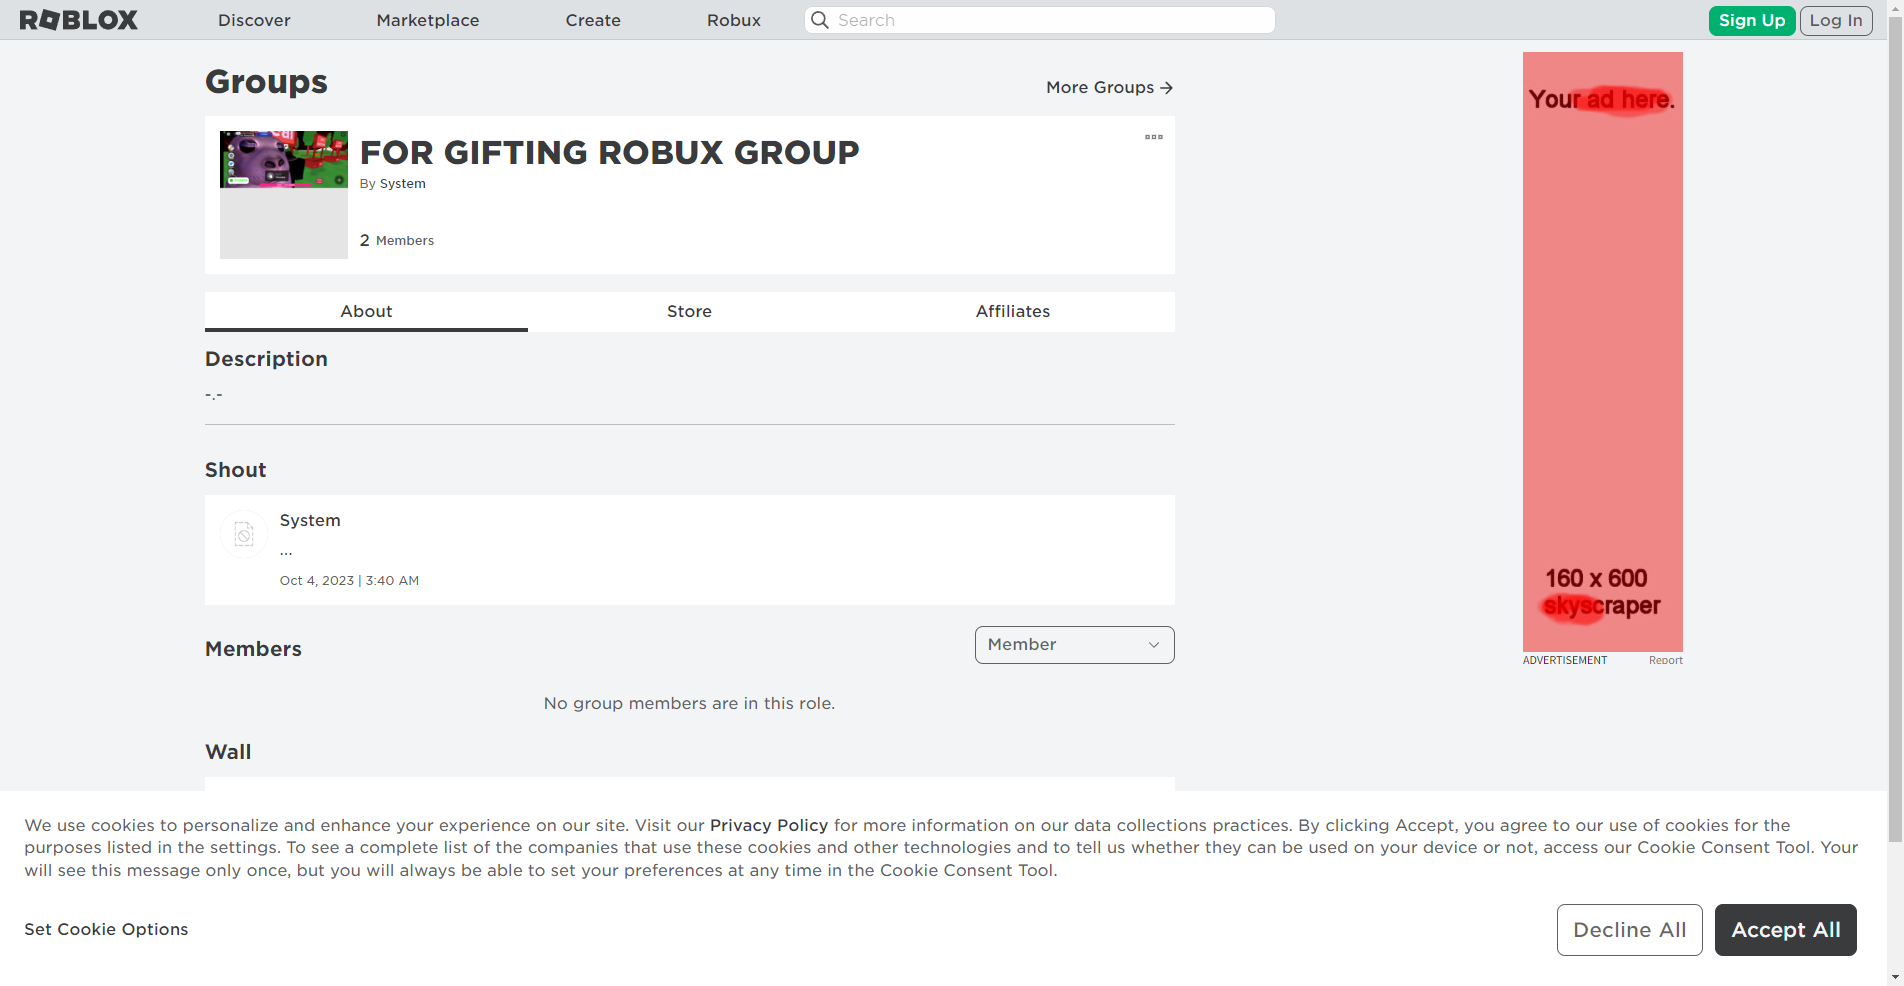 ROBLOX
Discover
Marketplace
Create
Robux
Search
Sign Up
Log In
Groups
More Groups →
FOR GIFTING ROBUX GROUP
By System
2 Members
About
Store
Affiliates
Description
-.-
Shout
System
...
Oct 4, 2023 | 3:40 AM
Members
Member
No group members are in this role.
Wall
Your ad here.
160 x 600
skyscraper
ADVERTISEMENT
Report
We use cookies to personalize and enhance your experience on our site. Visit our Privacy Policy for more information on our data collections practices. By clicking Accept, you agree to our use of cookies for the
purposes listed in the settings. To see a complete list of the companies that use these cookies and other technologies and to tell us whether they can be used on your device or not, access our Cookie Consent Tool. Your
will see this message only once, but you will always be able to set your preferences at any time in the Cookie Consent Tool.
Set Cookie Options
Decline All
Accept All